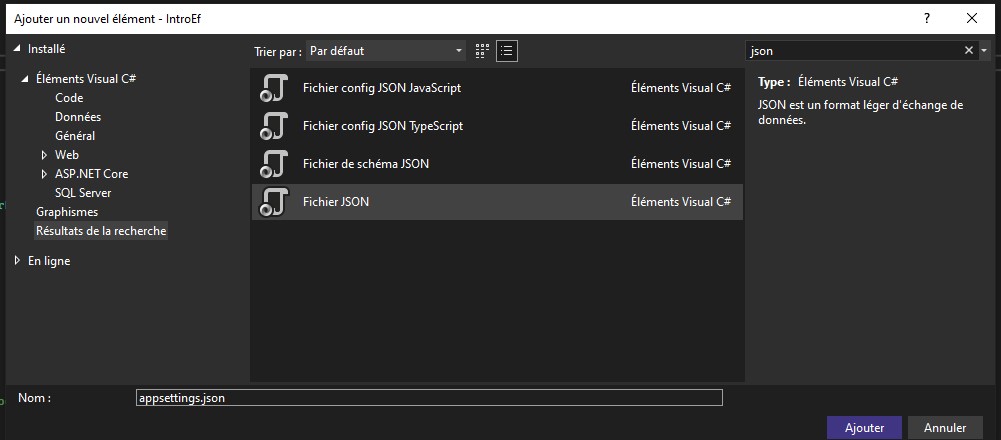 Ajouter un nouvel élément - IntroEf
? ×
Installé
Éléments Visual C#
Code
Données
Général
Web
ASP.NET Core
SQL Server
Graphismes
Résultats de la recherche
En ligne
Trier par : Par défaut
Fichier config JSON JavaScript Éléments Visual C#
Fichier config JSON TypeScript Éléments Visual C#
Fichier de schéma JSON Éléments Visual C#
Fichier JSON Éléments Visual C#
json
Type : Éléments Visual C#
JSON est un format léger d'échange de
données.
Nom : appsettings.json
Ajouter Annuler